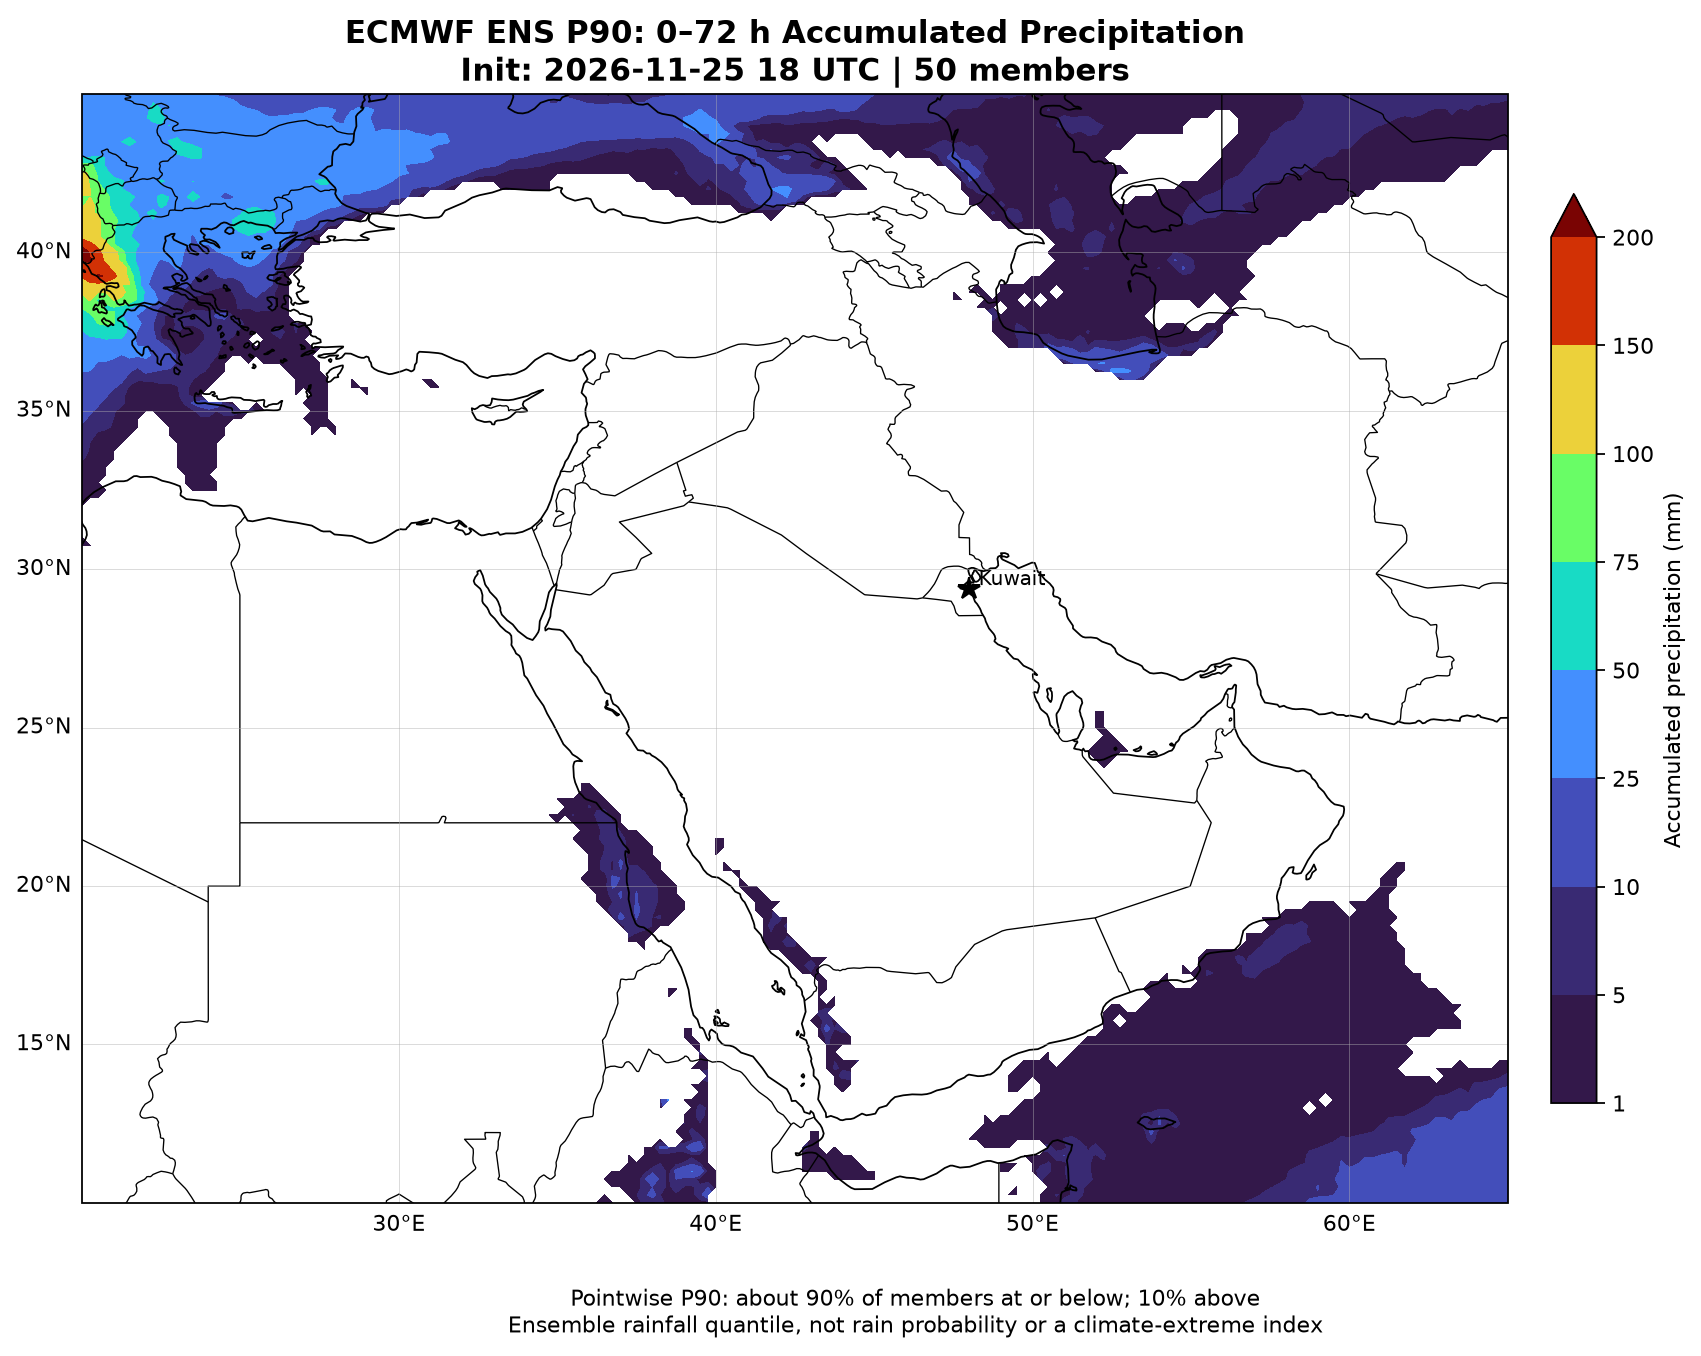 ECMWF ENS P90: 0–72 h Accumulated Precipitation
Init: 2026-11-25 18 UTC | 50 members
40°N
35°N
30°N
25°N
20°N
15°N
30°E
40°E
50°E
60°E
Kuwait
200
150
100
75
50
25
10
5
1
Accumulated precipitation (mm)
Pointwise P90: about 90% of members at or below; 10% above
Ensemble rainfall quantile, not rain probability or a climate-extreme index